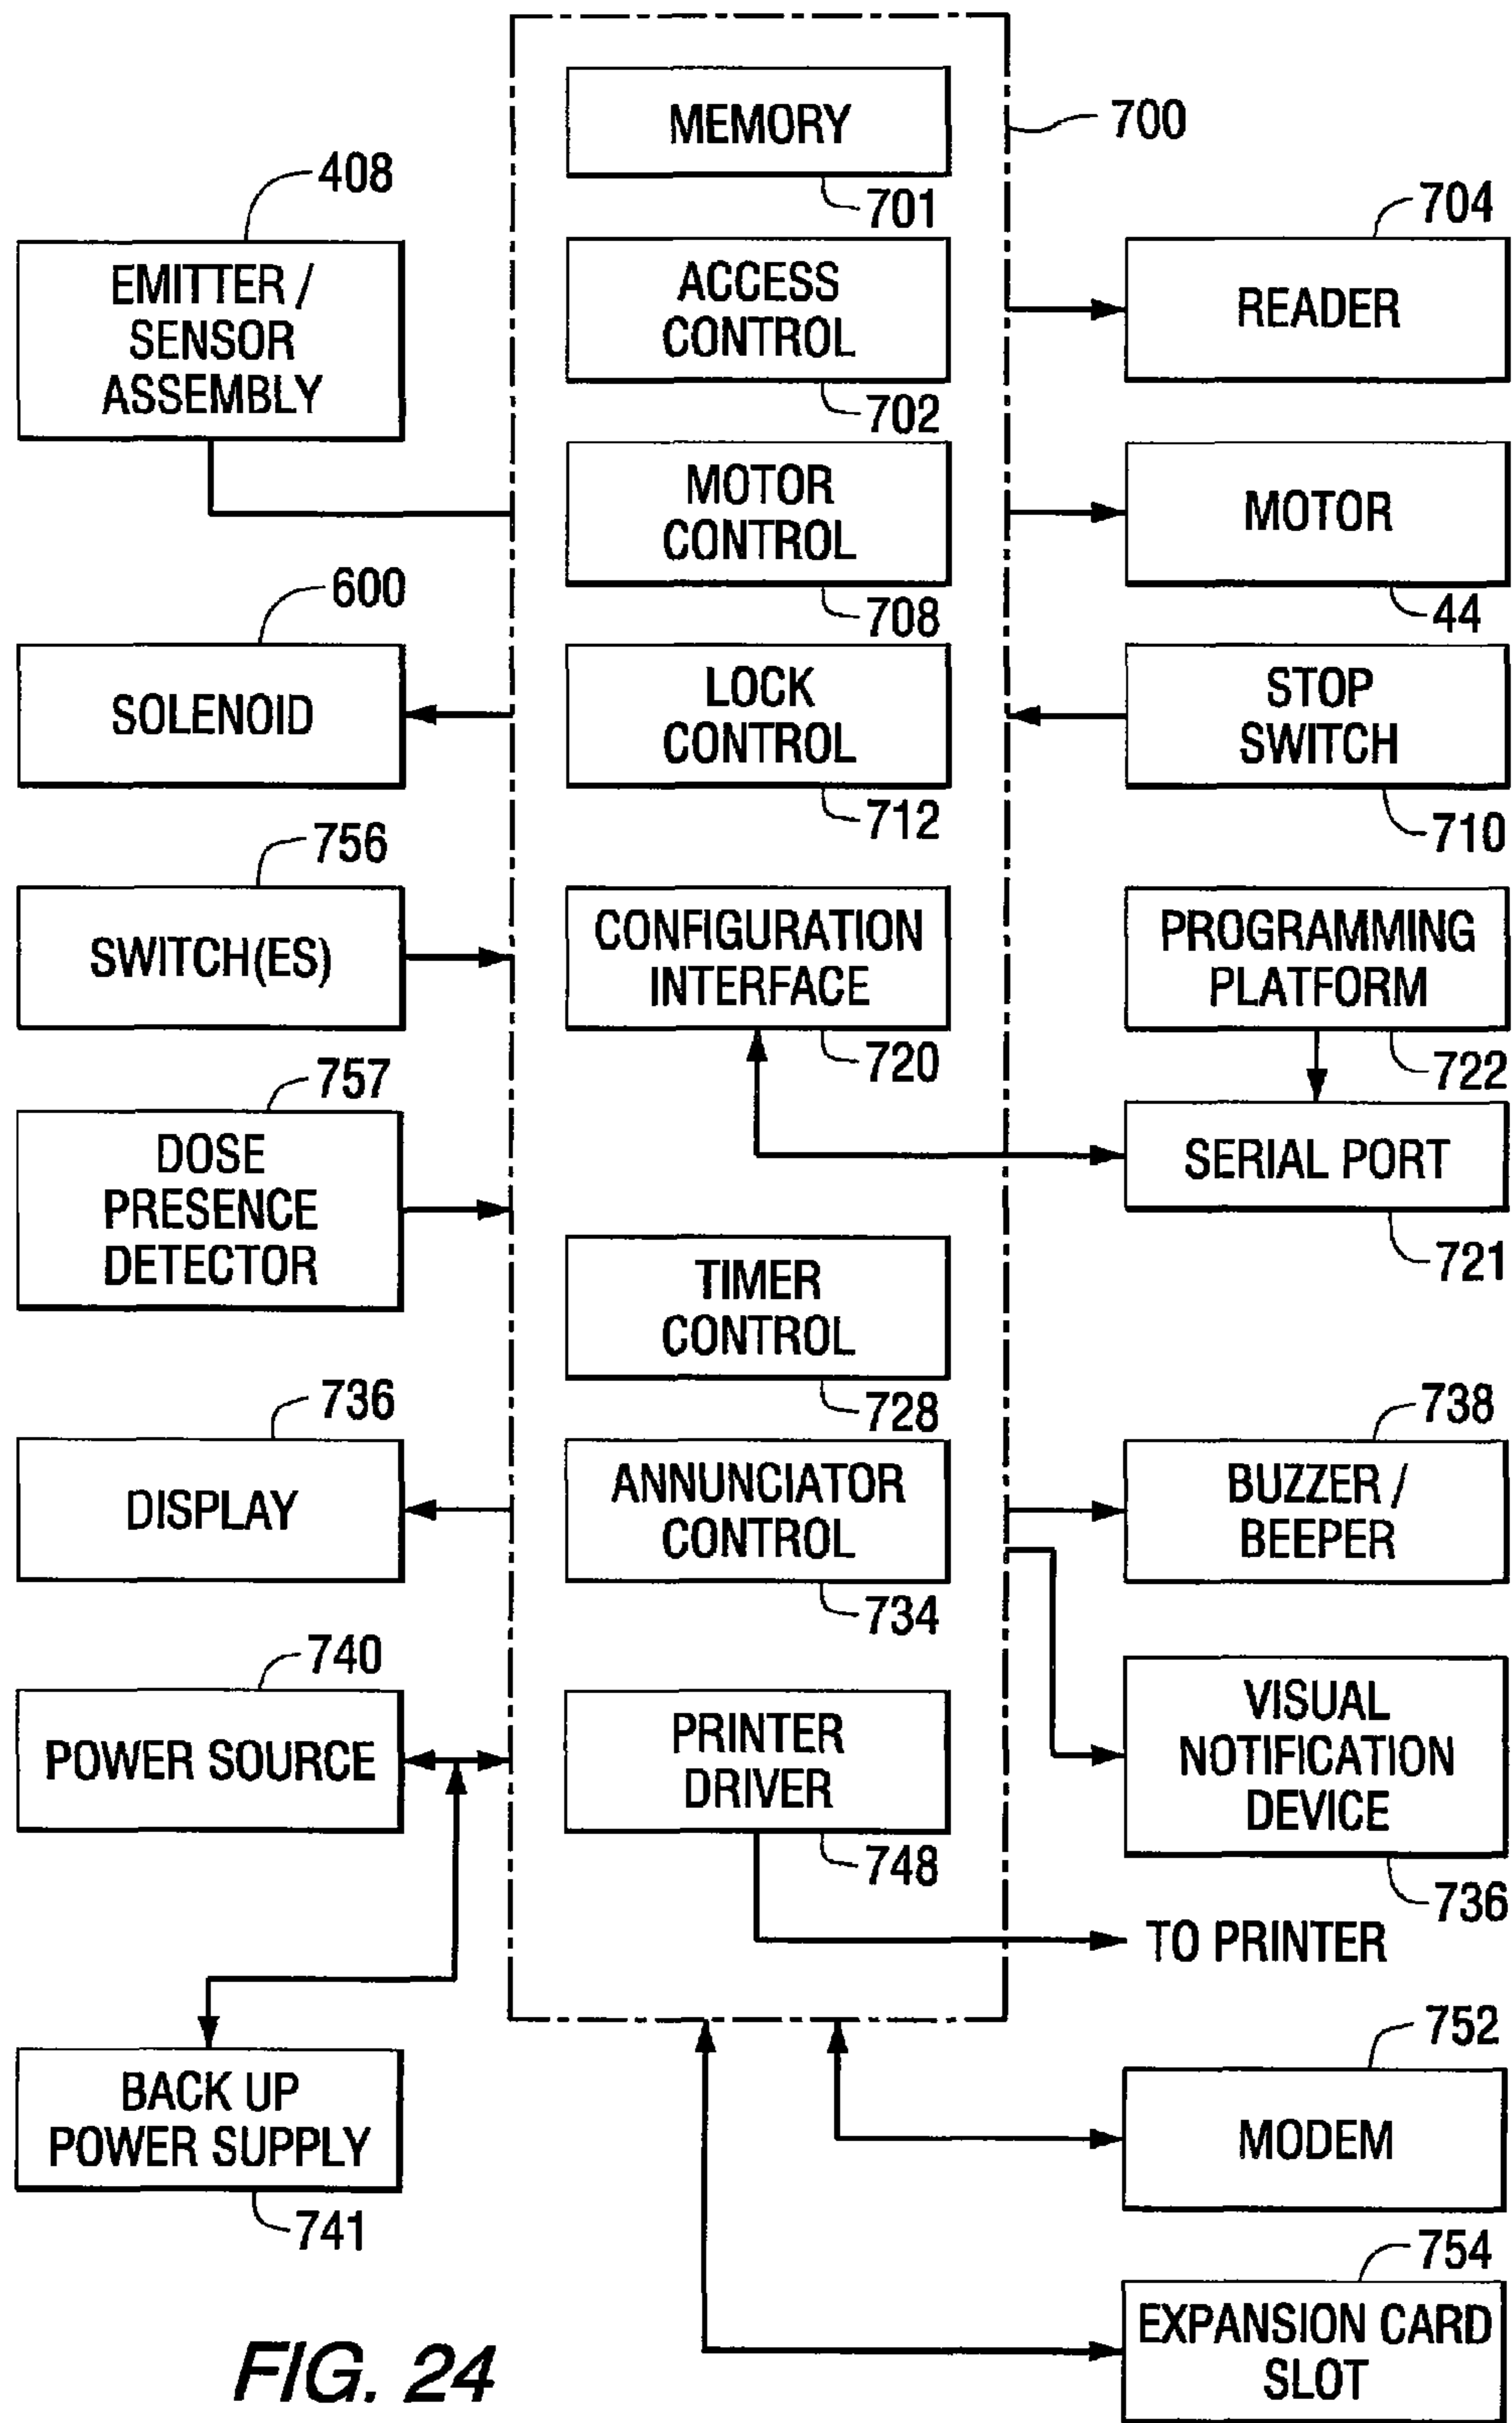 MEMORY
700
701
408
EMITTER /
SENSOR
ASSEMBLY
ACCESS
CONTROL
702
704
READER
MOTOR
CONTROL
708
MOTOR
44
600
SOLENOID
LOCK
CONTROL
712
STOP
SWITCH
710
756
SWITCH(ES)
CONFIGURATION
INTERFACE
720
PROGRAMMING
PLATFORM
722
757
DOSE
PRESENCE
DETECTOR
SERIAL PORT
721
TIMER
CONTROL
728
736
DISPLAY
ANNUNCIATOR
CONTROL
734
738
BUZZER /
BEEPER
740
POWER SOURCE
PRINTER
DRIVER
748
VISUAL
NOTIFICATION
DEVICE
736
TO PRINTER
BACK UP
POWER SUPPLY
741
752
MODEM
754
EXPANSION CARD
SLOT
FIG. 24